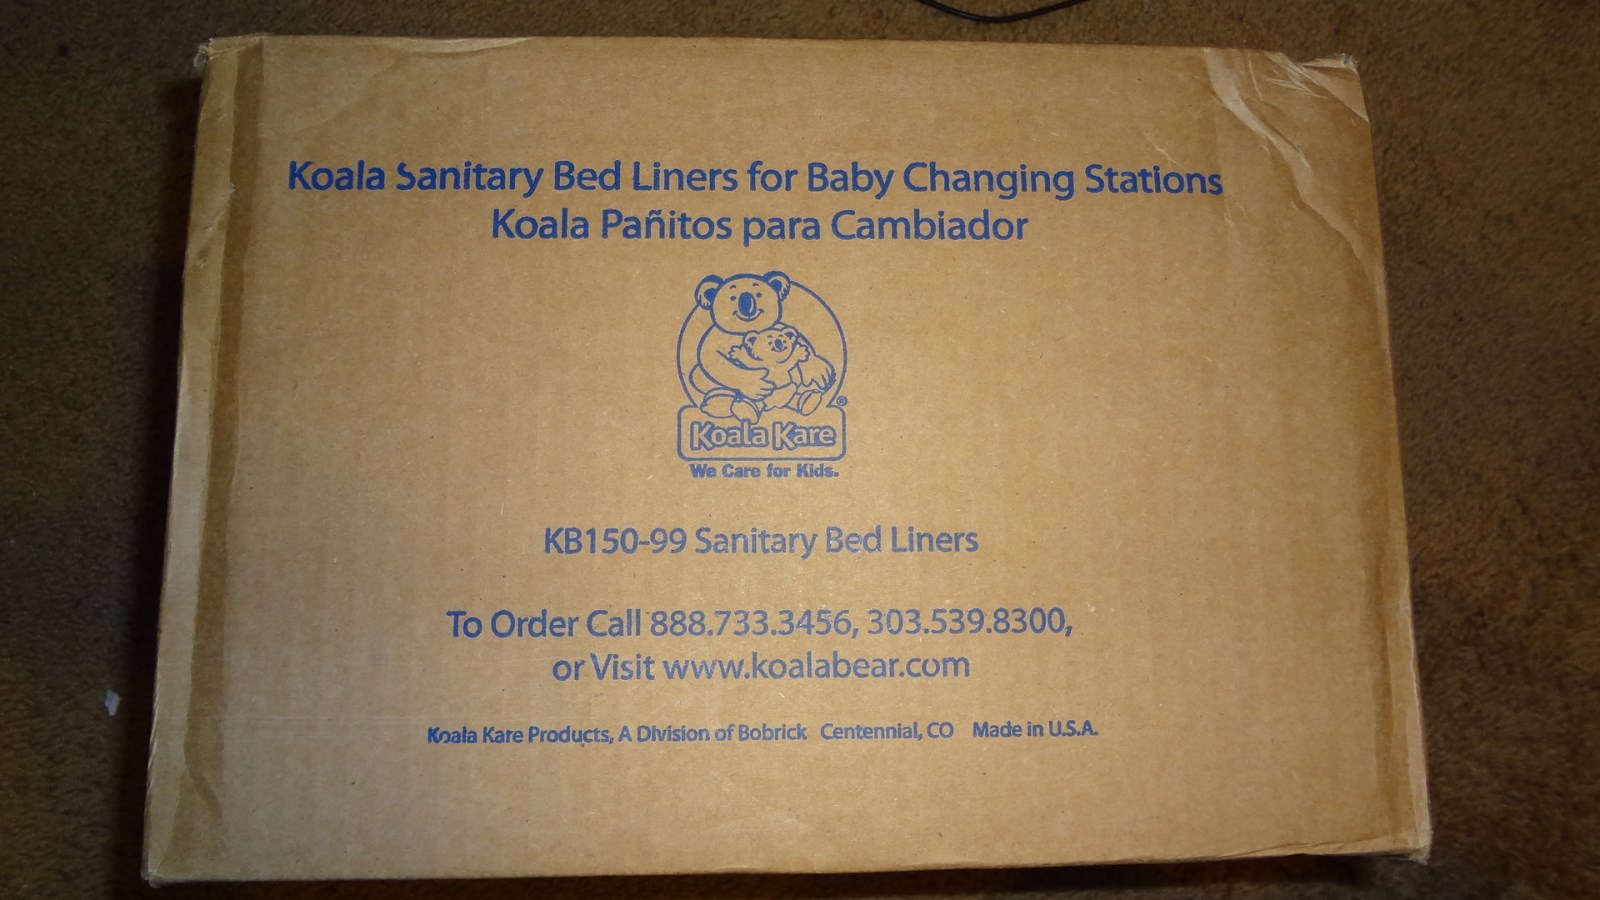 Koala Sanitary Bed Liners for Baby Changing Stations
Koala Pañitos para Cambiador
®
Koala Kare
We Care for Kids.
KB150-99 Sanitary Bed Liners
To Order Call 888.733.3456, 303.539.8300,
or Visit www.koalabear.com
Koala Kare Products, A Division of Bobrick Centennial, CO Made in U.S.A.